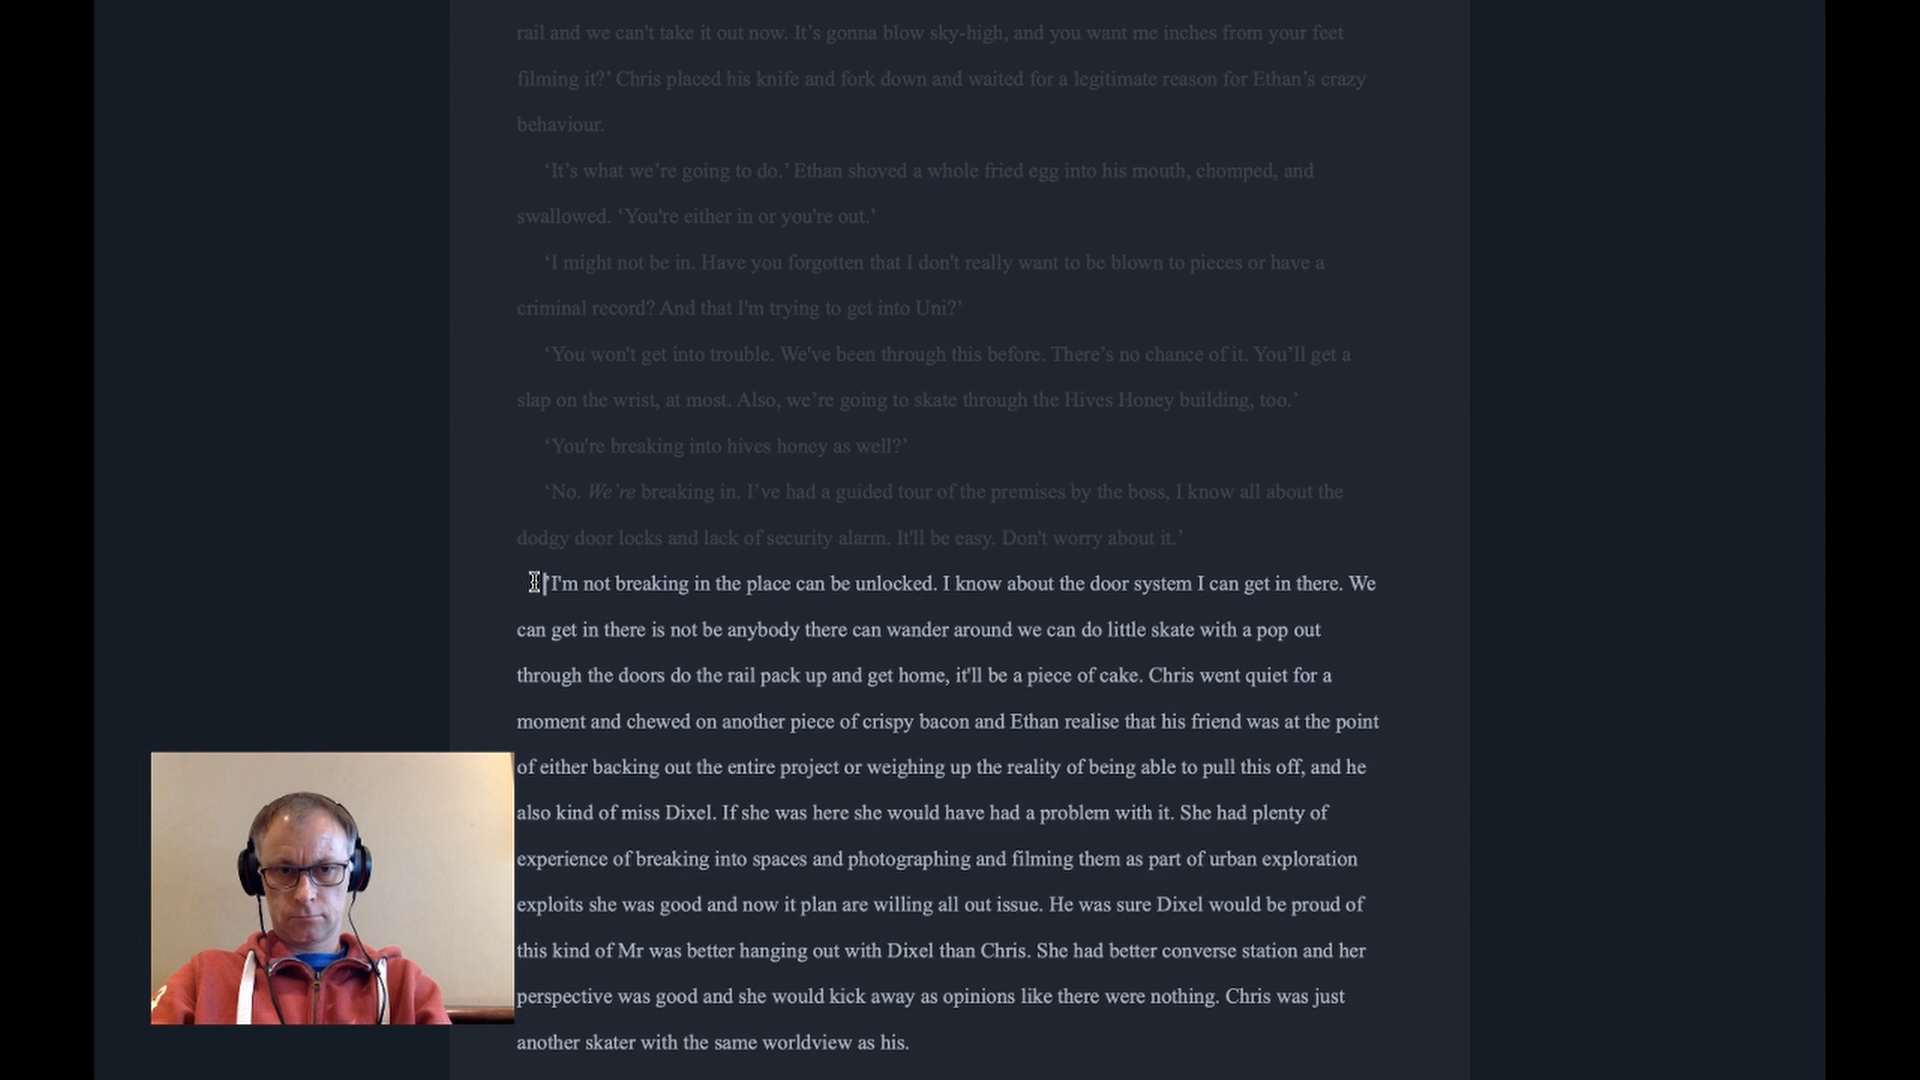 rail and we can't take it out now. It’s gonna blow sky-high, and you want me inches from your feet
filming it?’ Chris placed his knife and fork down and waited for a legitimate reason for Ethan’s crazy
behaviour.
‘It’s what we’re going to do.’ Ethan shoved a whole fried egg into his mouth, chomped, and
swallowed. ‘You're either in or you're out.’
‘I might not be in. Have you forgotten that I don't really want to be blown to pieces or have a
criminal record? And that I'm trying to get into Uni?’
‘You won't get into trouble. We've been through this before. There’s no chance of it. You’ll get a
slap on the wrist, at most. Also, we’re going to skate through the Hives Honey building, too.’
‘You're breaking into hives honey as well?’
‘No. We’re breaking in. I’ve had a guided tour of the premises by the boss, I know all about the
dodgy door locks and lack of security alarm. It'll be easy. Don't worry about it.’
‘I'm not breaking in the place can be unlocked. I know about the door system I can get in there. We
can get in there is not be anybody there can wander around we can do little skate with a pop out
through the doors do the rail pack up and get home, it'll be a piece of cake. Chris went quiet for a
moment and chewed on another piece of crispy bacon and Ethan realise that his friend was at the point
of either backing out the entire project or weighing up the reality of being able to pull this off, and he
also kind of miss Dixel. If she was here she would have had a problem with it. She had plenty of
experience of breaking into spaces and photographing and filming them as part of urban exploration
exploits she was good and now it plan are willing all out issue. He was sure Dixel would be proud of
this kind of Mr was better hanging out with Dixel than Chris. She had better converse station and her
perspective was good and she would kick away as opinions like there were nothing. Chris was just
another skater with the same worldview as his.